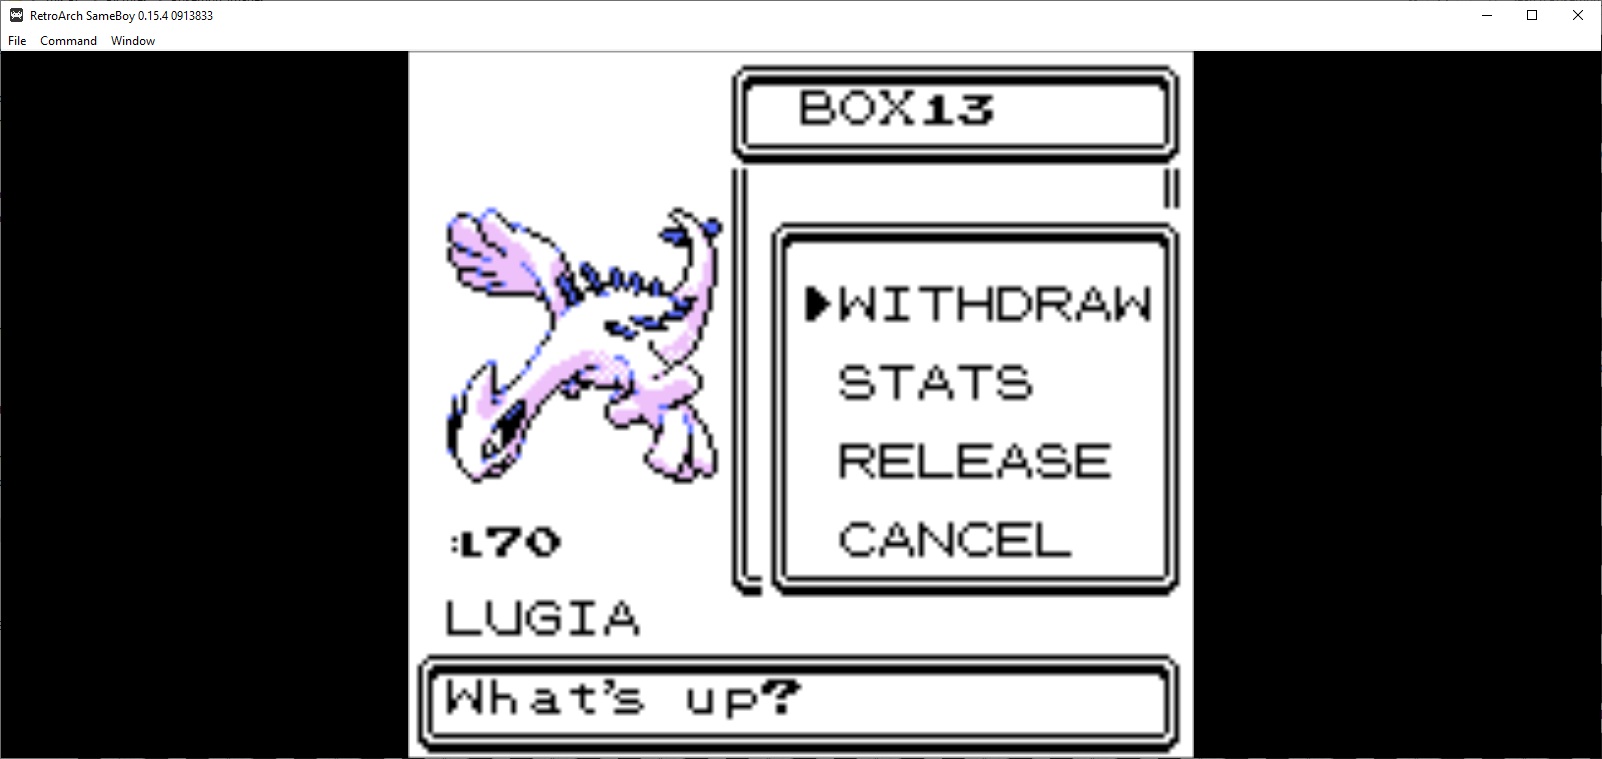 RetroArch SameBoy 0.15.4 0913833
File Command Window
BOX13
WITHDRAW
STATS
RELEASE
CANCEL
:L70
LUGIA
What's up?